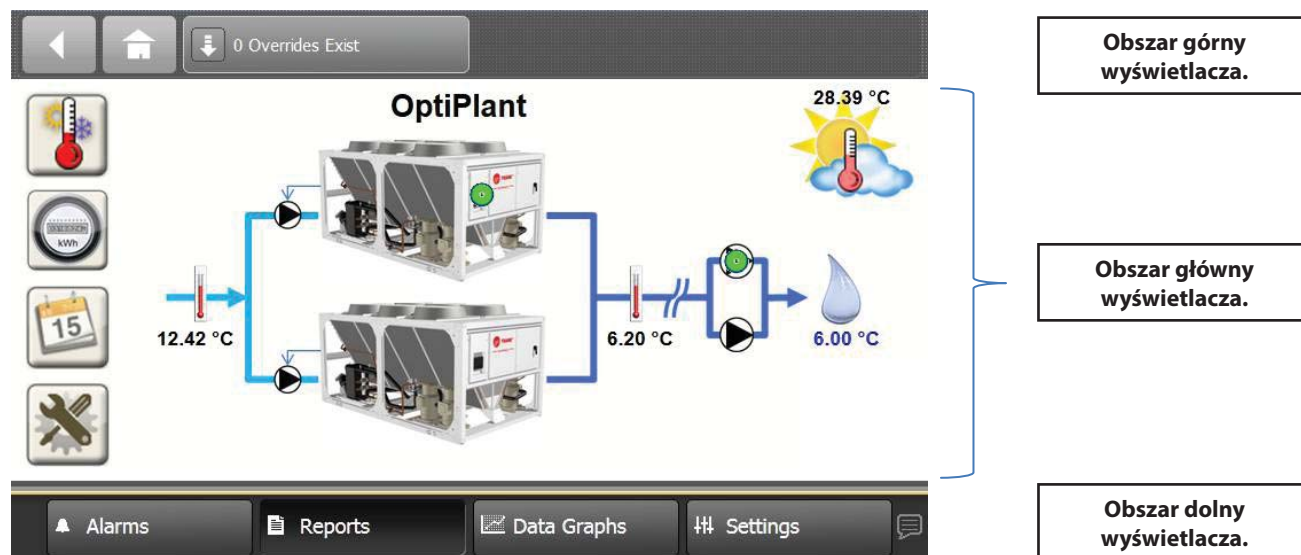 0 Overrides Exist
Obszar górny
wyświetlacza.
OptiPlant
28.39 °C
kWh
15
12.42 °C
6.20 °C
6.00 °C
Obszar główny
wyświetlacza.
Alarms
Reports
Data Graphs
Settings
Obszar dolny
wyświetlacza.